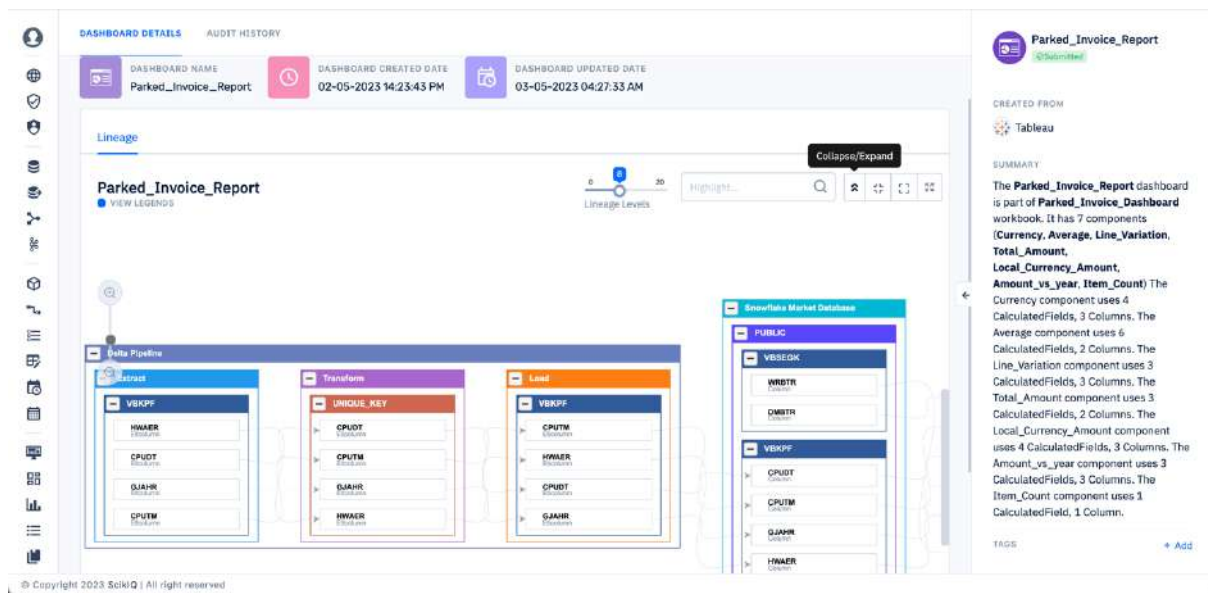 DASHBOARD DETAILS AUDIT HISTORY
DASHBOARD NAME
Parked_Invoice_Report
DASHBOARD CREATED DATE
02-05-2023 14:23:43 PM
DASHBOARD UPDATED DATE
03-05-2023 04:27:33 AM
Lineage
Collapse/Expand
Parked_Invoice_Report
VIEW LEGENDS
0 8 20
Lineage Levels
Highlight...
Delta Pipeline
Extract
VBKPF
HWAER
CPUDT
GJAHR
CPUTM
Transform
UNIQUE_KEY
CPUDT
CPUTM
GJAHR
HWAER
Load
VBKPF
CPUTM
HWAER
CPUDT
GJAHR
Snowflake Market Database
PUBLIC
VBSEGK
WRBTR
Column
DMBTR
Column
VBKPF
CPUDT
Column
CPUTM
Column
GJAHR
Column
HWAER
Column
Parked_Invoice_Report
Submitted
CREATED FROM
Tableau
SUMMARY
The Parked_Invoice_Report dashboard
is part of Parked_Invoice_Dashboard
workbook. It has 7 components
(Currency, Average, Line_Variation,
Total_Amount,
Local_Currency_Amount,
Amount_vs_year, Item_Count) The
Currency component uses 4
CalculatedFields, 3 Columns. The
Average component uses 6
CalculatedFields, 2 Columns. The
Line_Variation component uses 3
CalculatedFields, 3 Columns. The
Total_Amount component uses 3
CalculatedFields, 2 Columns. The
Local_Currency_Amount component
uses 4 CalculatedFields, 3 Columns. The
Amount_vs_year component uses 3
CalculatedFields, 3 Columns. The
Item_Count component uses 1
CalculatedField, 1 Column.
TAGS + Add
© Copyright 2023 ScikIQ | All right reserved